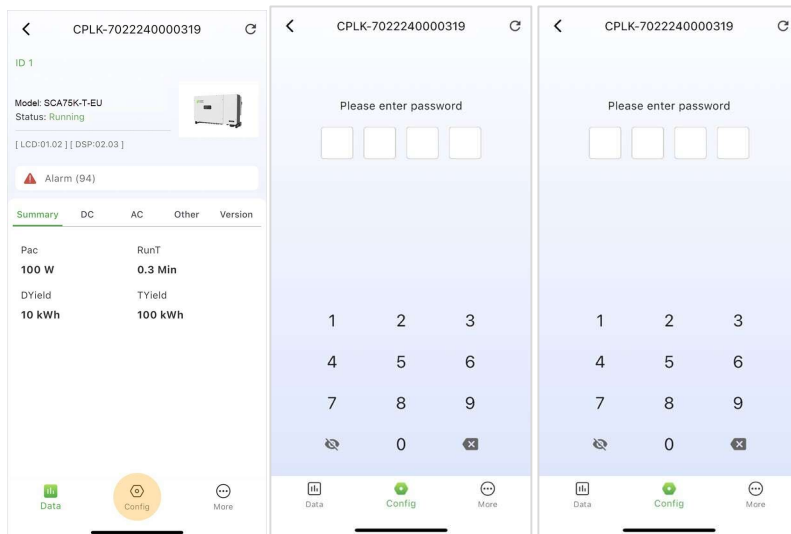 CPLK-7022240000319
ID 1
Model: SCA75K-T-EU
Status: Running
[ LCD:01.02 ] [ DSP:02.03 ]
Alarm (94)
Summary DC AC Other Version
Pac RunT
100 W 0.3 Min
DYield TYield
10 kWh 100 kWh
Data Config More
CPLK-7022240000319
Please enter password
1 2 3
4 5 6
7 8 9
0
Data Config More
CPLK-7022240000319
Please enter password
1 2 3
4 5 6
7 8 9
0
Data Config More